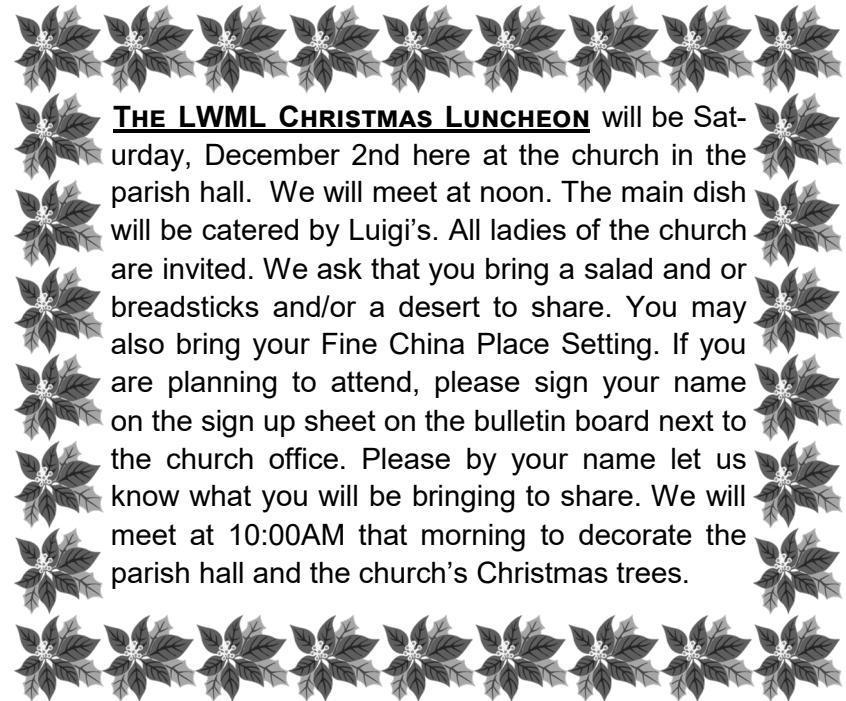 THE LWML CHRISTMAS LUNCHEON will be Sat-
urday, December 2nd here at the church in the
parish hall.  We will meet at noon. The main dish
will be catered by Luigi’s. All ladies of the church
are invited. We ask that you bring a salad and or
breadsticks and/or a desert to share. You may
also bring your Fine China Place Setting. If you
are planning to attend, please sign your name
on the sign up sheet on the bulletin board next to
the church office. Please by your name let us
know what you will be bringing to share. We will
meet at 10:00AM that morning to decorate the
parish hall and the church’s Christmas trees.